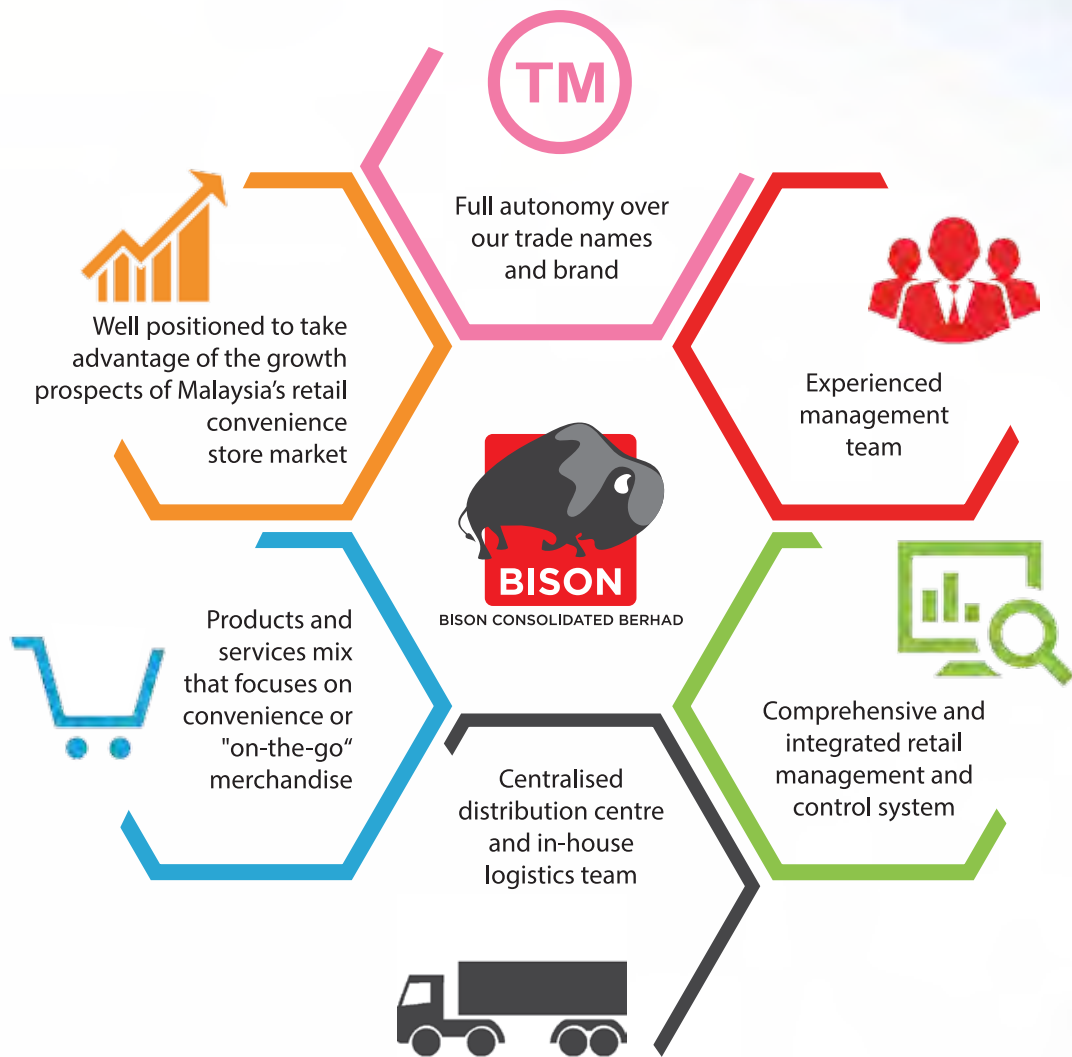 TM
Full autonomy over
our trade names
and brand
Well positioned to take
advantage of the growth
prospects of Malaysia’s retail
convenience
store market
Experienced
management
team
BISON
BISON CONSOLIDATED BERHAD
Products and
services mix
that focuses on
convenience or
"on-the-go“
merchandise
Comprehensive and
integrated retail
management and
control system
Centralised
distribution centre
and in-house
logistics team